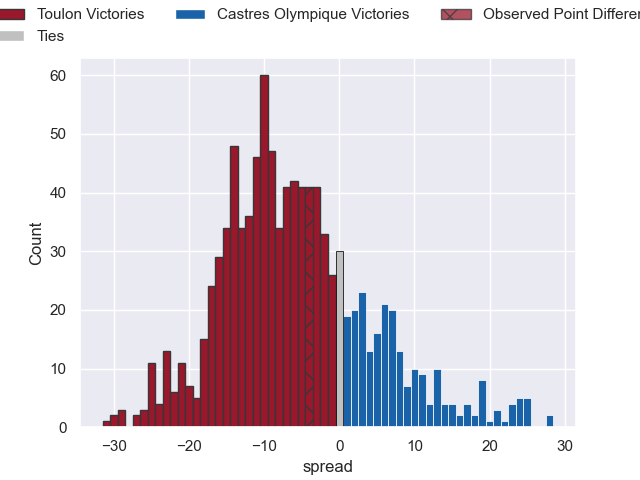 Toulon Victories
Castres Olympique Victories
Observed Point Differe
Ties
60
50
40
30
20
10
0
Count
−30
−20
−10
0
10
20
30
spread